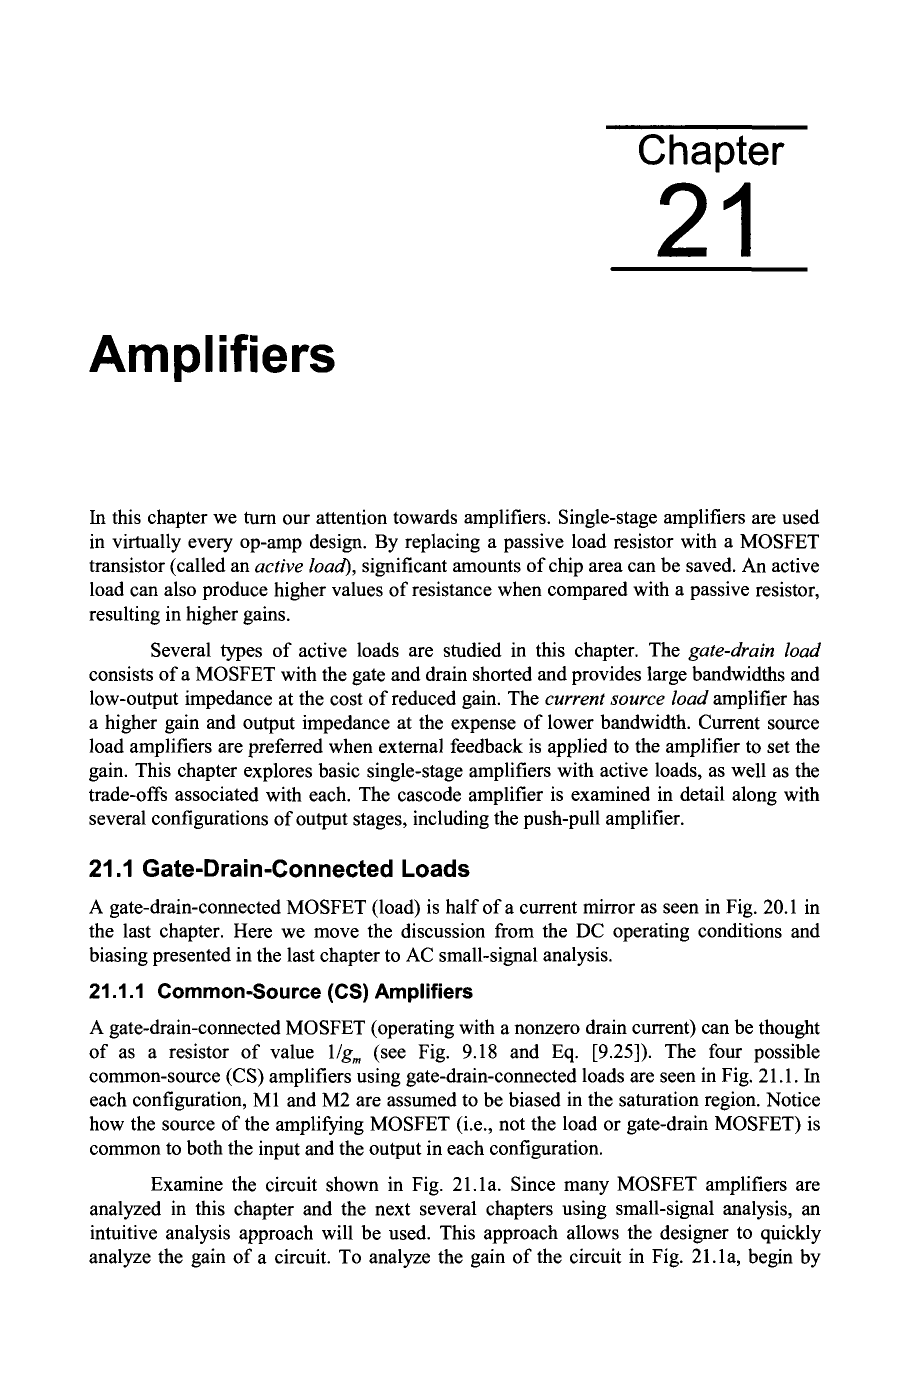 Chapter
21
Amplifiers
In this chapter we turn our attention towards amplifiers. Single-stage amplifiers are used
in virtually every op-amp design. By replacing a passive load resistor with a MOSFET
transistor (called an active load), significant amounts of chip area can be saved. An active
load can also produce higher values of resistance when compared with a passive resistor,
resulting in higher gains.
Several types of active loads are studied in this chapter. The gate-drain load
consists of a MOSFET with the gate and drain shorted and provides large bandwidths and
low-output impedance at the cost of reduced gain. The current source load amplifier has
a higher gain and output impedance at the expense of lower bandwidth. Current source
load amplifiers are preferred when external feedback is applied to the amplifier to set the
gain. This chapter explores basic single-stage amplifiers with active loads, as well as the
trade-offs associated with each. The cascode amplifier is examined in detail along with
several configurations of output stages, including the push-pull amplifier.
21.1 Gate-Drain-Connected Loads
A gate-drain-connected MOSFET (load) is half of a current mirror as seen in Fig. 20.1 in
the last chapter. Here we move the discussion from the DC operating conditions and
biasing presented in the last chapter to AC small-signal analysis.
21.1.1 Common-Source (CS) Amplifiers
A gate-drain-connected MOSFET (operating with a nonzero drain current) can be thought
of as a resistor of value 1/gm (see Fig. 9.18 and Eq. [9.25]). The four possible
common-source (CS) amplifiers using gate-drain-connected loads are seen in Fig. 21.1. In
each configuration, M1 and M2 are assumed to be biased in the saturation region. Notice
how the source of the amplifying MOSFET (i.e., not the load or gate-drain MOSFET) is
common to both the input and the output in each configuration.
Examine the circuit shown in Fig. 21.1a. Since many MOSFET amplifiers are
analyzed in this chapter and the next several chapters using small-signal analysis, an
intuitive analysis approach will be used. This approach allows the designer to quickly
analyze the gain of a circuit. To analyze the gain of the circuit in Fig. 21.1a, begin by